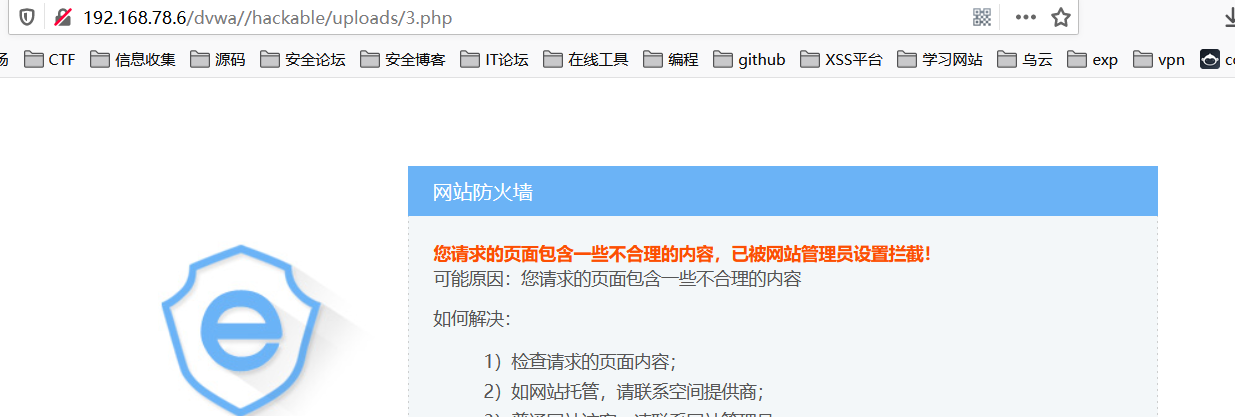 192.168.78.6/dvwa//hackable/uploads/3.php
CTF 信息收集 源码 安全论坛 安全博客 IT论坛 在线工具 编程 github XSS平台 学习网站 乌云 exp vpn
网站防火墙
您请求的页面包含一些不合理的内容，已被网站管理员设置拦截！
可能原因：您请求的页面包含一些不合理的内容
如何解决：
1）检查请求的页面内容；
2）如网站托管，请联系空间提供商；